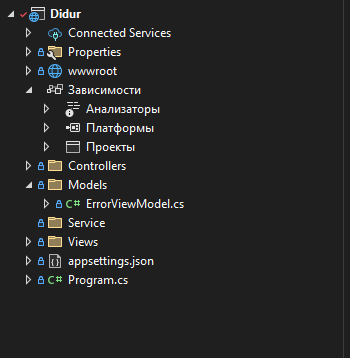 Didur
Connected Services
Properties
wwwroot
Зависимости
Анализаторы
Платформы
Проекты
Controllers
Models
C# ErrorViewModel.cs
Service
Views
appsettings.json
C# Program.cs